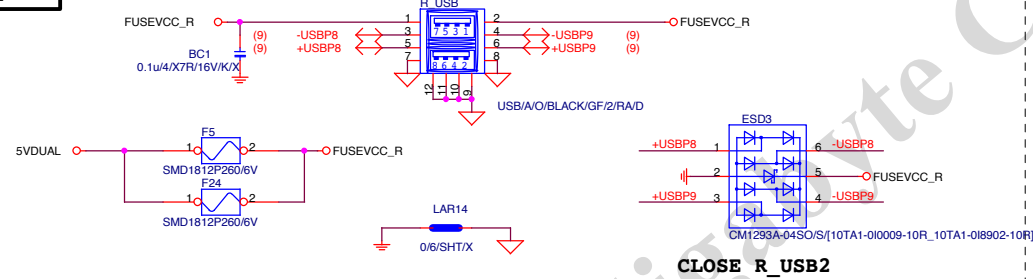 R_USB
FUSEVCC_R
1
2
FUSEVCC_R
(9)
-USBP8
3
4
-USBP9
(9)
(9)
+USBP8
5
6
+USBP9
(9)
7
8
7 5 3 1
8 6 4 2
BC1
0.1u/4/X7R/16V/K/X
12
11
10
9
USB/A/O/BLACK/GF/2/RA/D
F5
5VDUAL
1
2
FUSEVCC_R
SMD1812P260/6V
F24
1
2
SMD1812P260/6V
LAR14
0/6/SHT/X
ESD3
+USBP8
1
6
-USBP8
2
5
FUSEVCC_R
+USBP9
3
4
-USBP9
CM1293A-04SO/S/[10TA1-0I0009-10R_10TA1-0I8902-10R]
CLOSE R_USB2
igabyte C